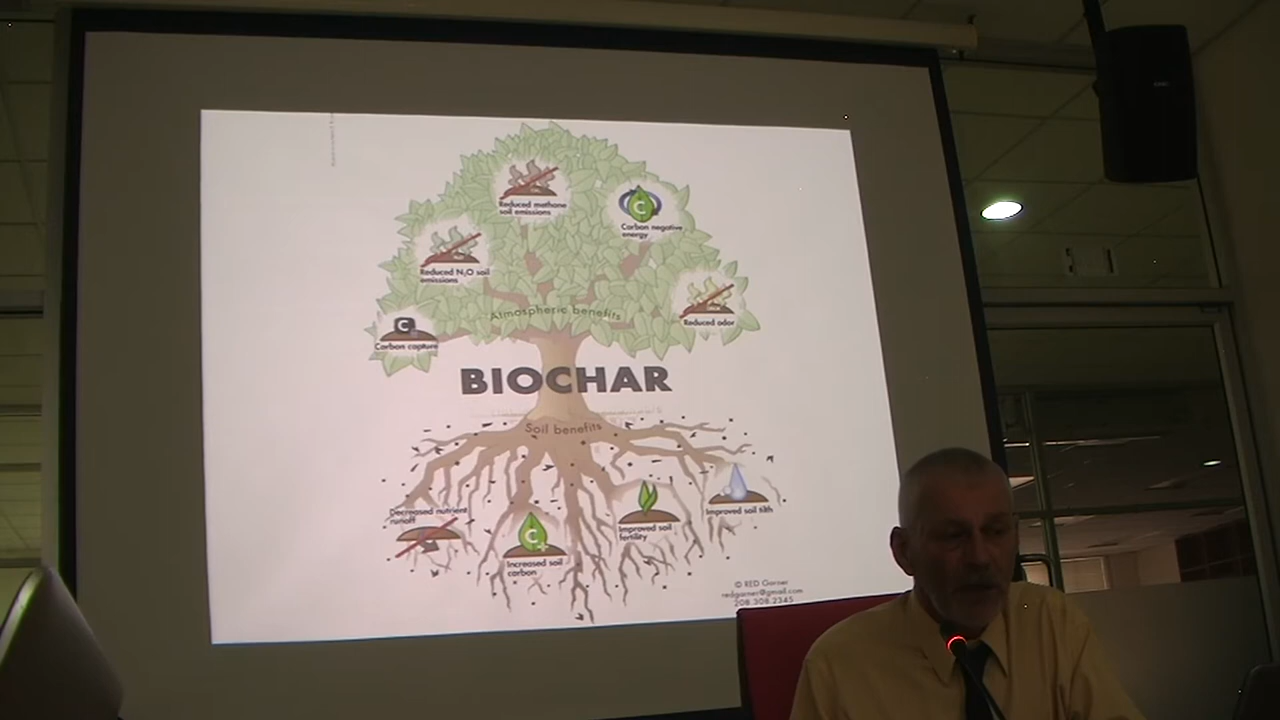 Reduced methane
soil emissions
Carbon negative
energy
Reduced N₂O soil
emissions
Reduced odor
Atmospheric benefits
C
Carbon capture
BIOCHAR
Soil benefits
Decreased nutrient
runoff
C+
Increased soil
carbon
Improved soil
fertility
Improved soil tilth
© RED Garner
redgarner@gmail.com
208.308.2345